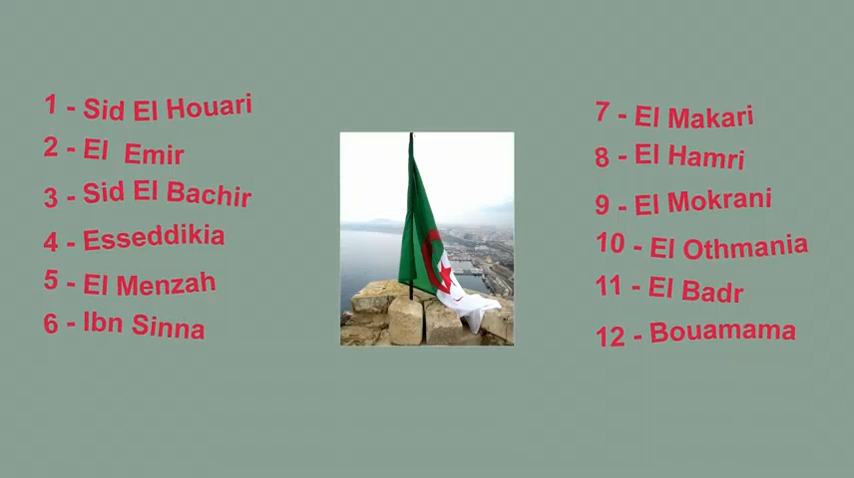 1 - Sid El Houari
2 - El Emir
3 - Sid El Bachir
4 - Esseddikia
5 - El Menzah
6 - Ibn Sinna
7 - El Makari
8 - El Hamri
9 - El Mokrani
10 - El Othmania
11 - El Badr
12 - Bouamama